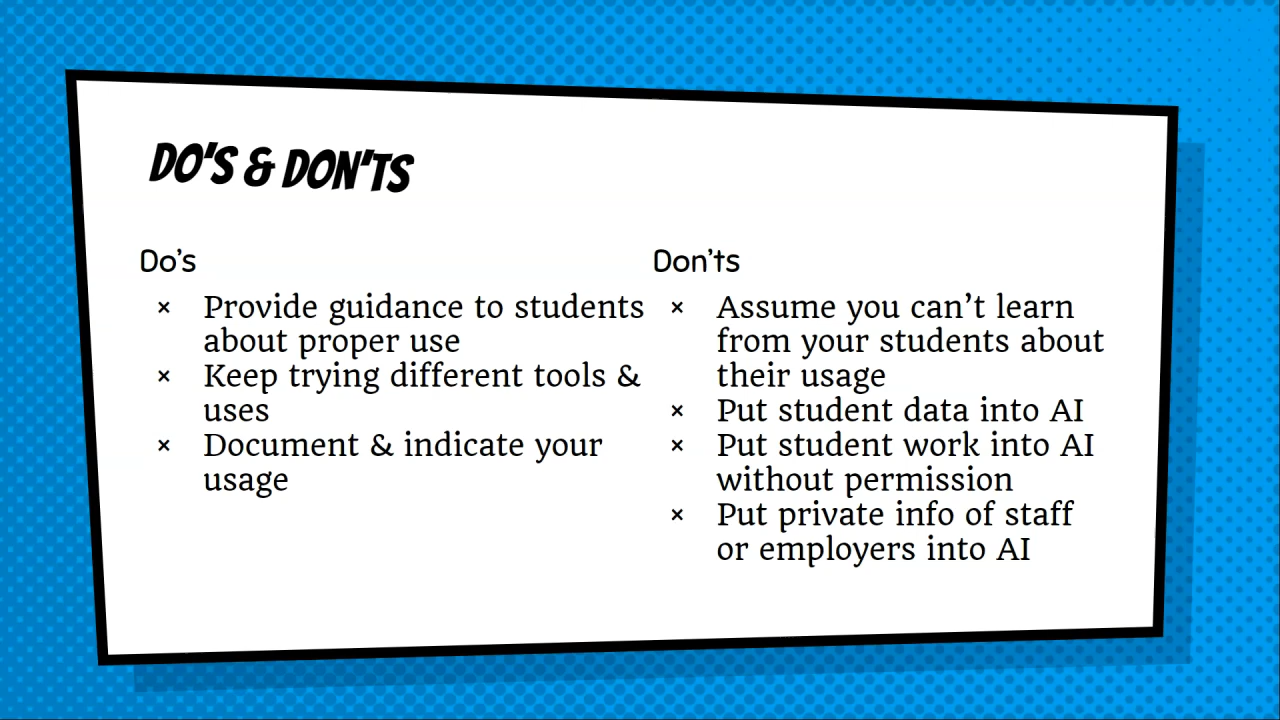 DO'S & DON'TS
Do's
× Provide guidance to students
about proper use
× Keep trying different tools &
uses
× Document & indicate your
usage
Don'ts
× Assume you can't learn
from your students about
their usage
× Put student data into AI
× Put student work into AI
without permission
× Put private info of staff
or employers into AI